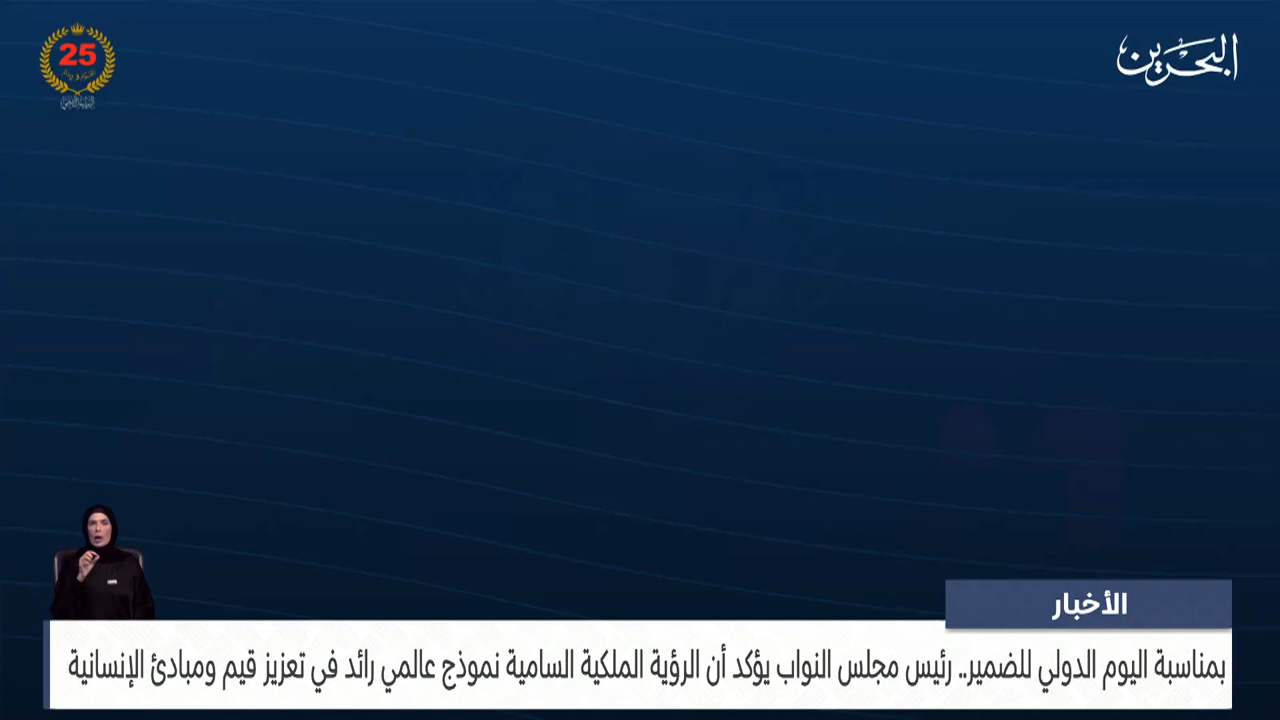 25
البحرين
الأخبار
بمناسبة اليوم الدولي للضمير.. رئيس مجلس النواب يؤكد أن الرؤية الملكية السامية نموذج عالمي رائد في تعزيز قيم ومبادئ الإنسانية